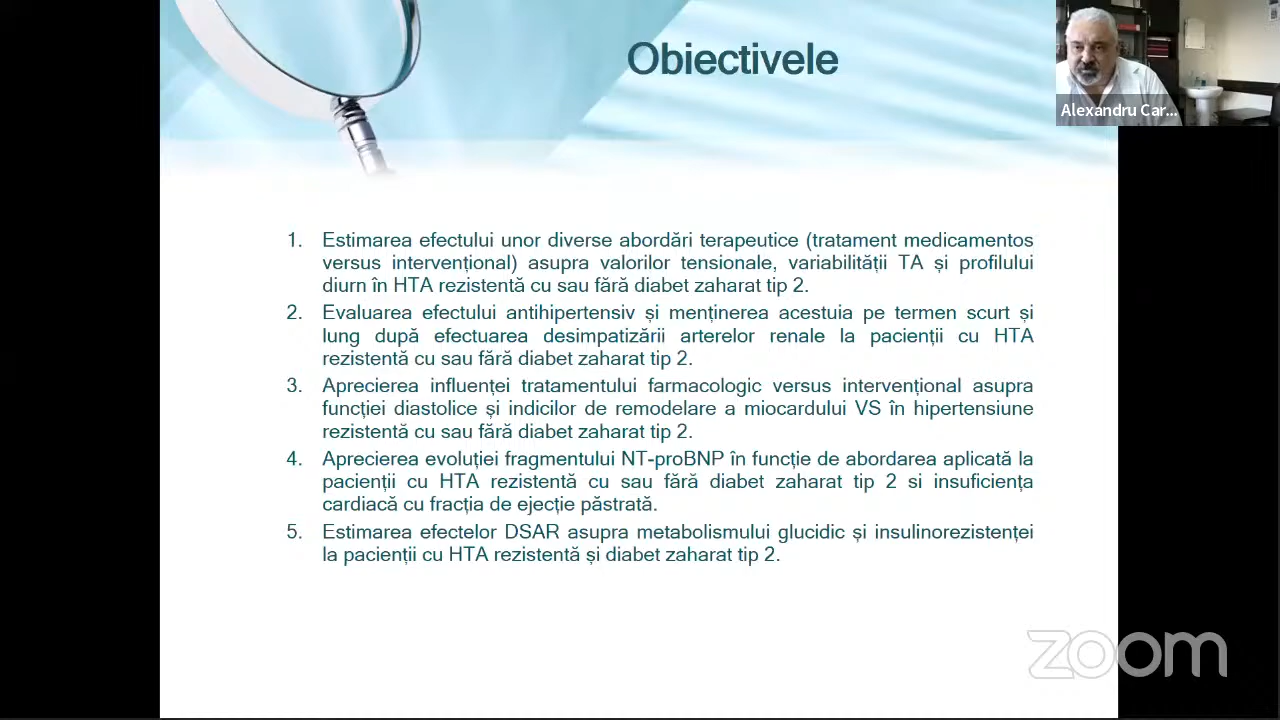 Obiectivele
Alexandru Car...
1. Estimarea efectului unor diverse abordări terapeutice (tratament medicamentos
versus intervențional) asupra valorilor tensionale, variabilității TA și profilului
diurn în HTA rezistentă cu sau fără diabet zaharat tip 2.
2. Evaluarea efectului antihipertensiv și menținerea acestuia pe termen scurt și
lung după efectuarea desimpatizării arterelor renale la pacienții cu HTA
rezistentă cu sau fără diabet zaharat tip 2.
3. Aprecierea influenței tratamentului farmacologic versus intervențional asupra
funcției diastolice și indicilor de remodelare a miocardului VS în hipertensiune
rezistentă cu sau fără diabet zaharat tip 2.
4. Aprecierea evoluției fragmentului NT-proBNP în funcție de abordarea aplicată la
pacienții cu HTA rezistentă cu sau fără diabet zaharat tip 2 si insuficiența
cardiacă cu fracția de ejecție păstrată.
5. Estimarea efectelor DSAR asupra metabolismului glucidic și insulinorezistenței
la pacienții cu HTA rezistentă și diabet zaharat tip 2.
zoom